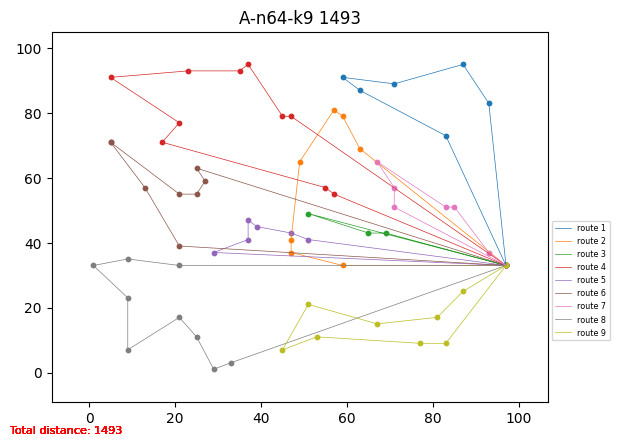 A-n64-k9 1493
100
80
60
40
20
0
0 20 40 60 80 100
route 1
route 2
route 3
route 4
route 5
route 6
route 7
route 8
route 9
Total distance: 1493